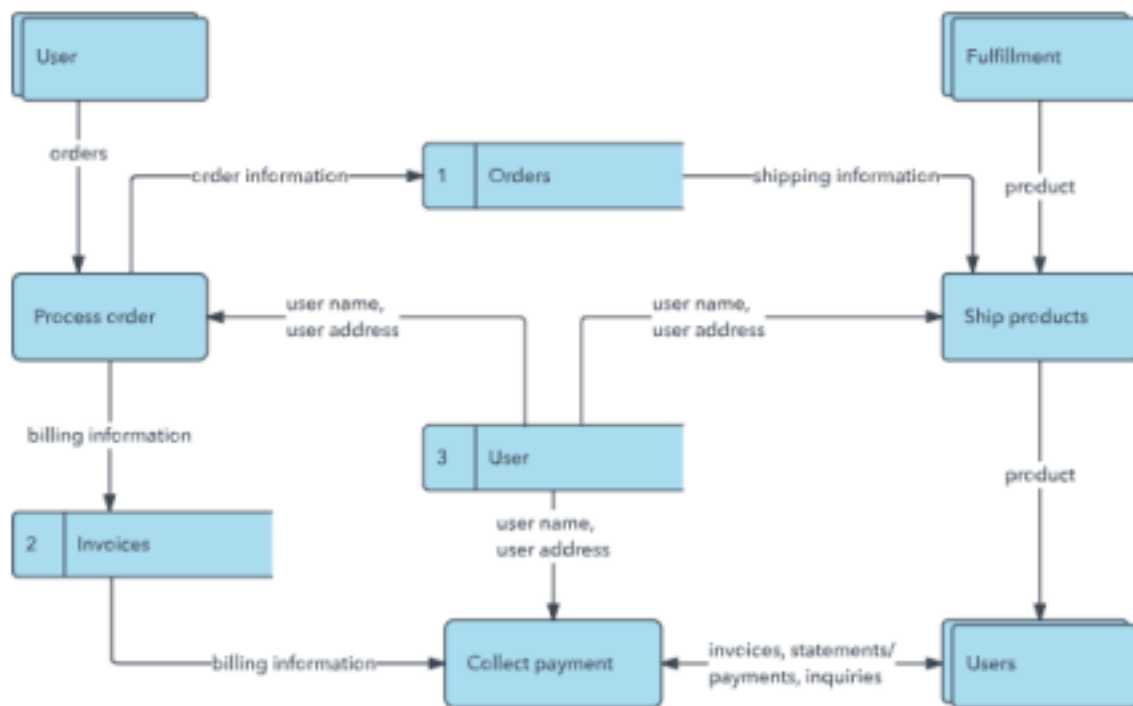 User
Fulfillment
orders
order information
1 Orders
shipping information
product
Process order
user name,
user address
user name,
user address
Ship products
billing information
3 User
product
2 Invoices
user name,
user address
billing information
Collect payment
invoices, statements/
payments, inquiries
Users